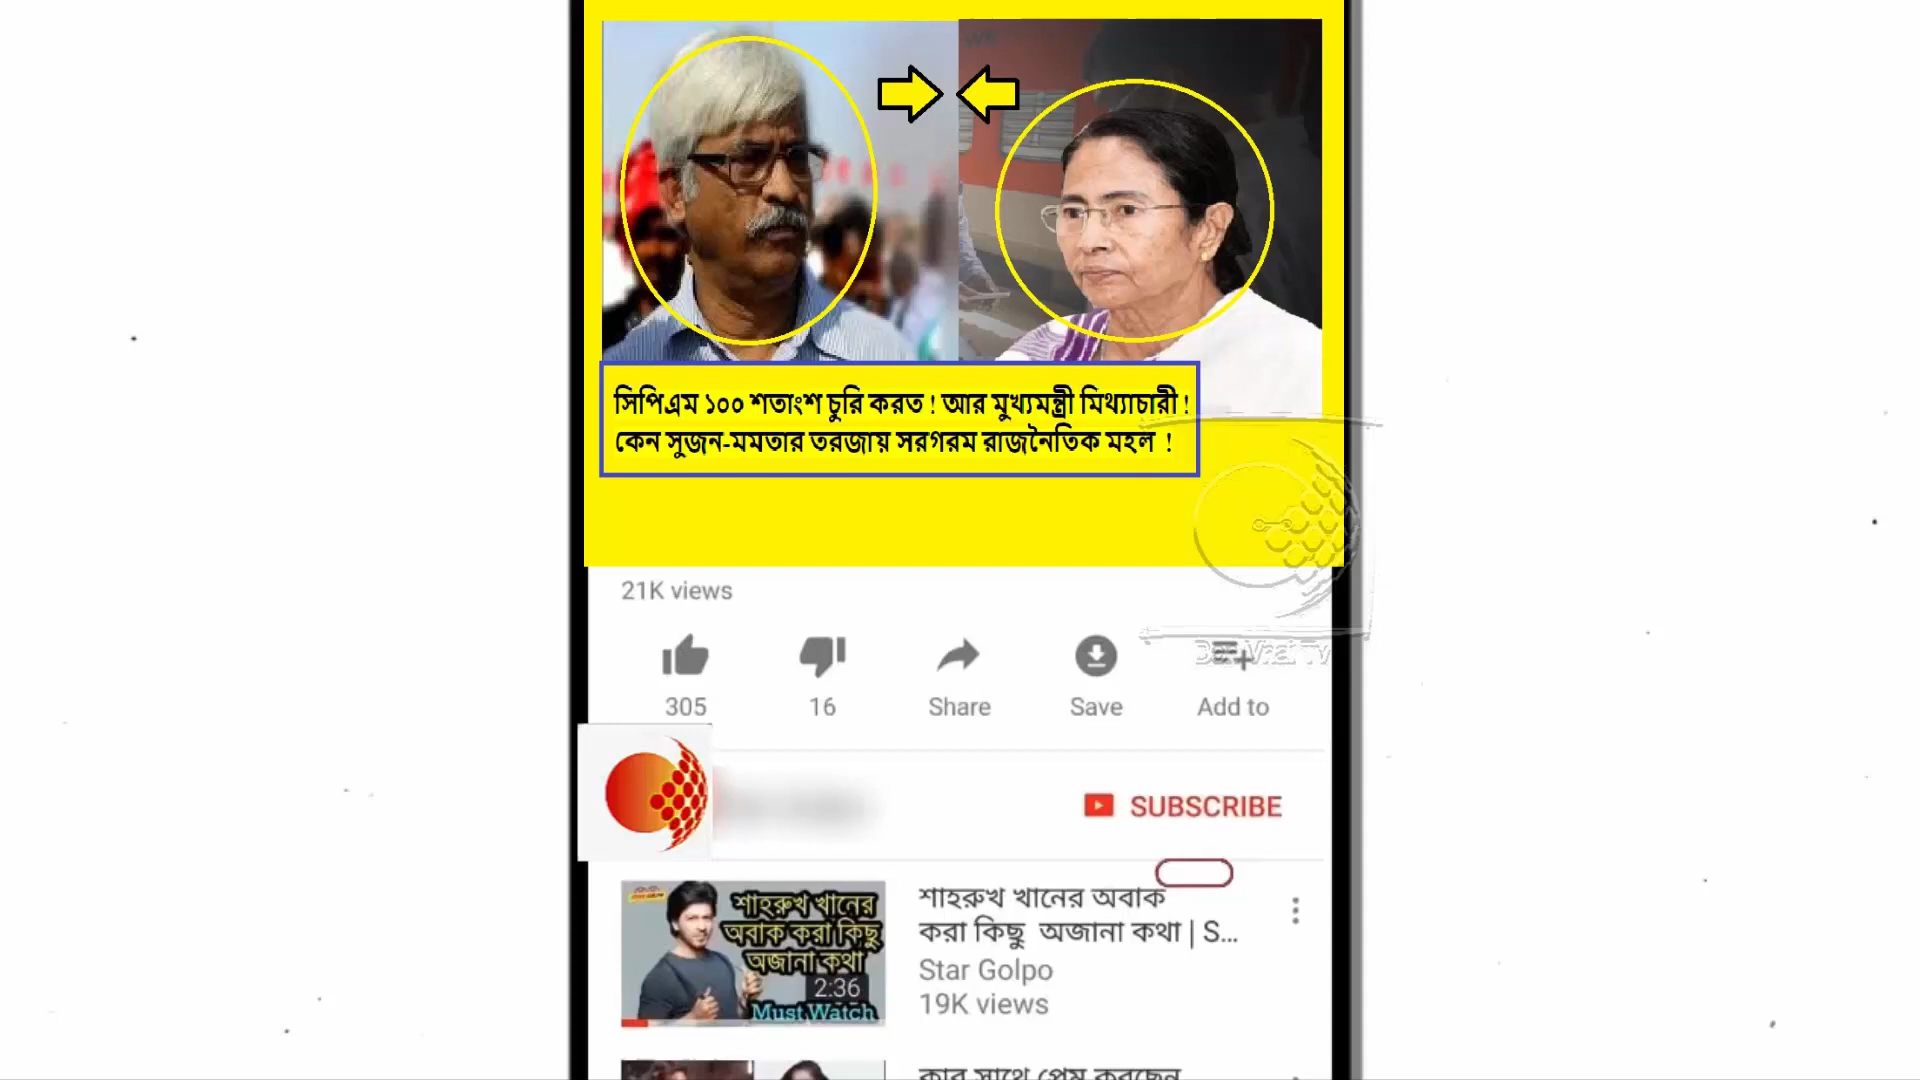 সিপিএম ১০০ শতাংশ চুরি করত ! আর মুখ্যমন্ত্রী মিথ্যাচারী !
কেন সুজন-মমতার তরজায় সরগরম রাজনৈতিক মহল !
21K views
305
16
Share
Save
Add to
SUBSCRIBE
শাহরুখ খানের
অবাক করা কিছু
অজানা কথা
2:36
Must Watch
শাহরুখ খানের অবাক
করা কিছু অজানা কথা | S...
Star Golpo
19K views
কার সাথে প্রেম করছেন